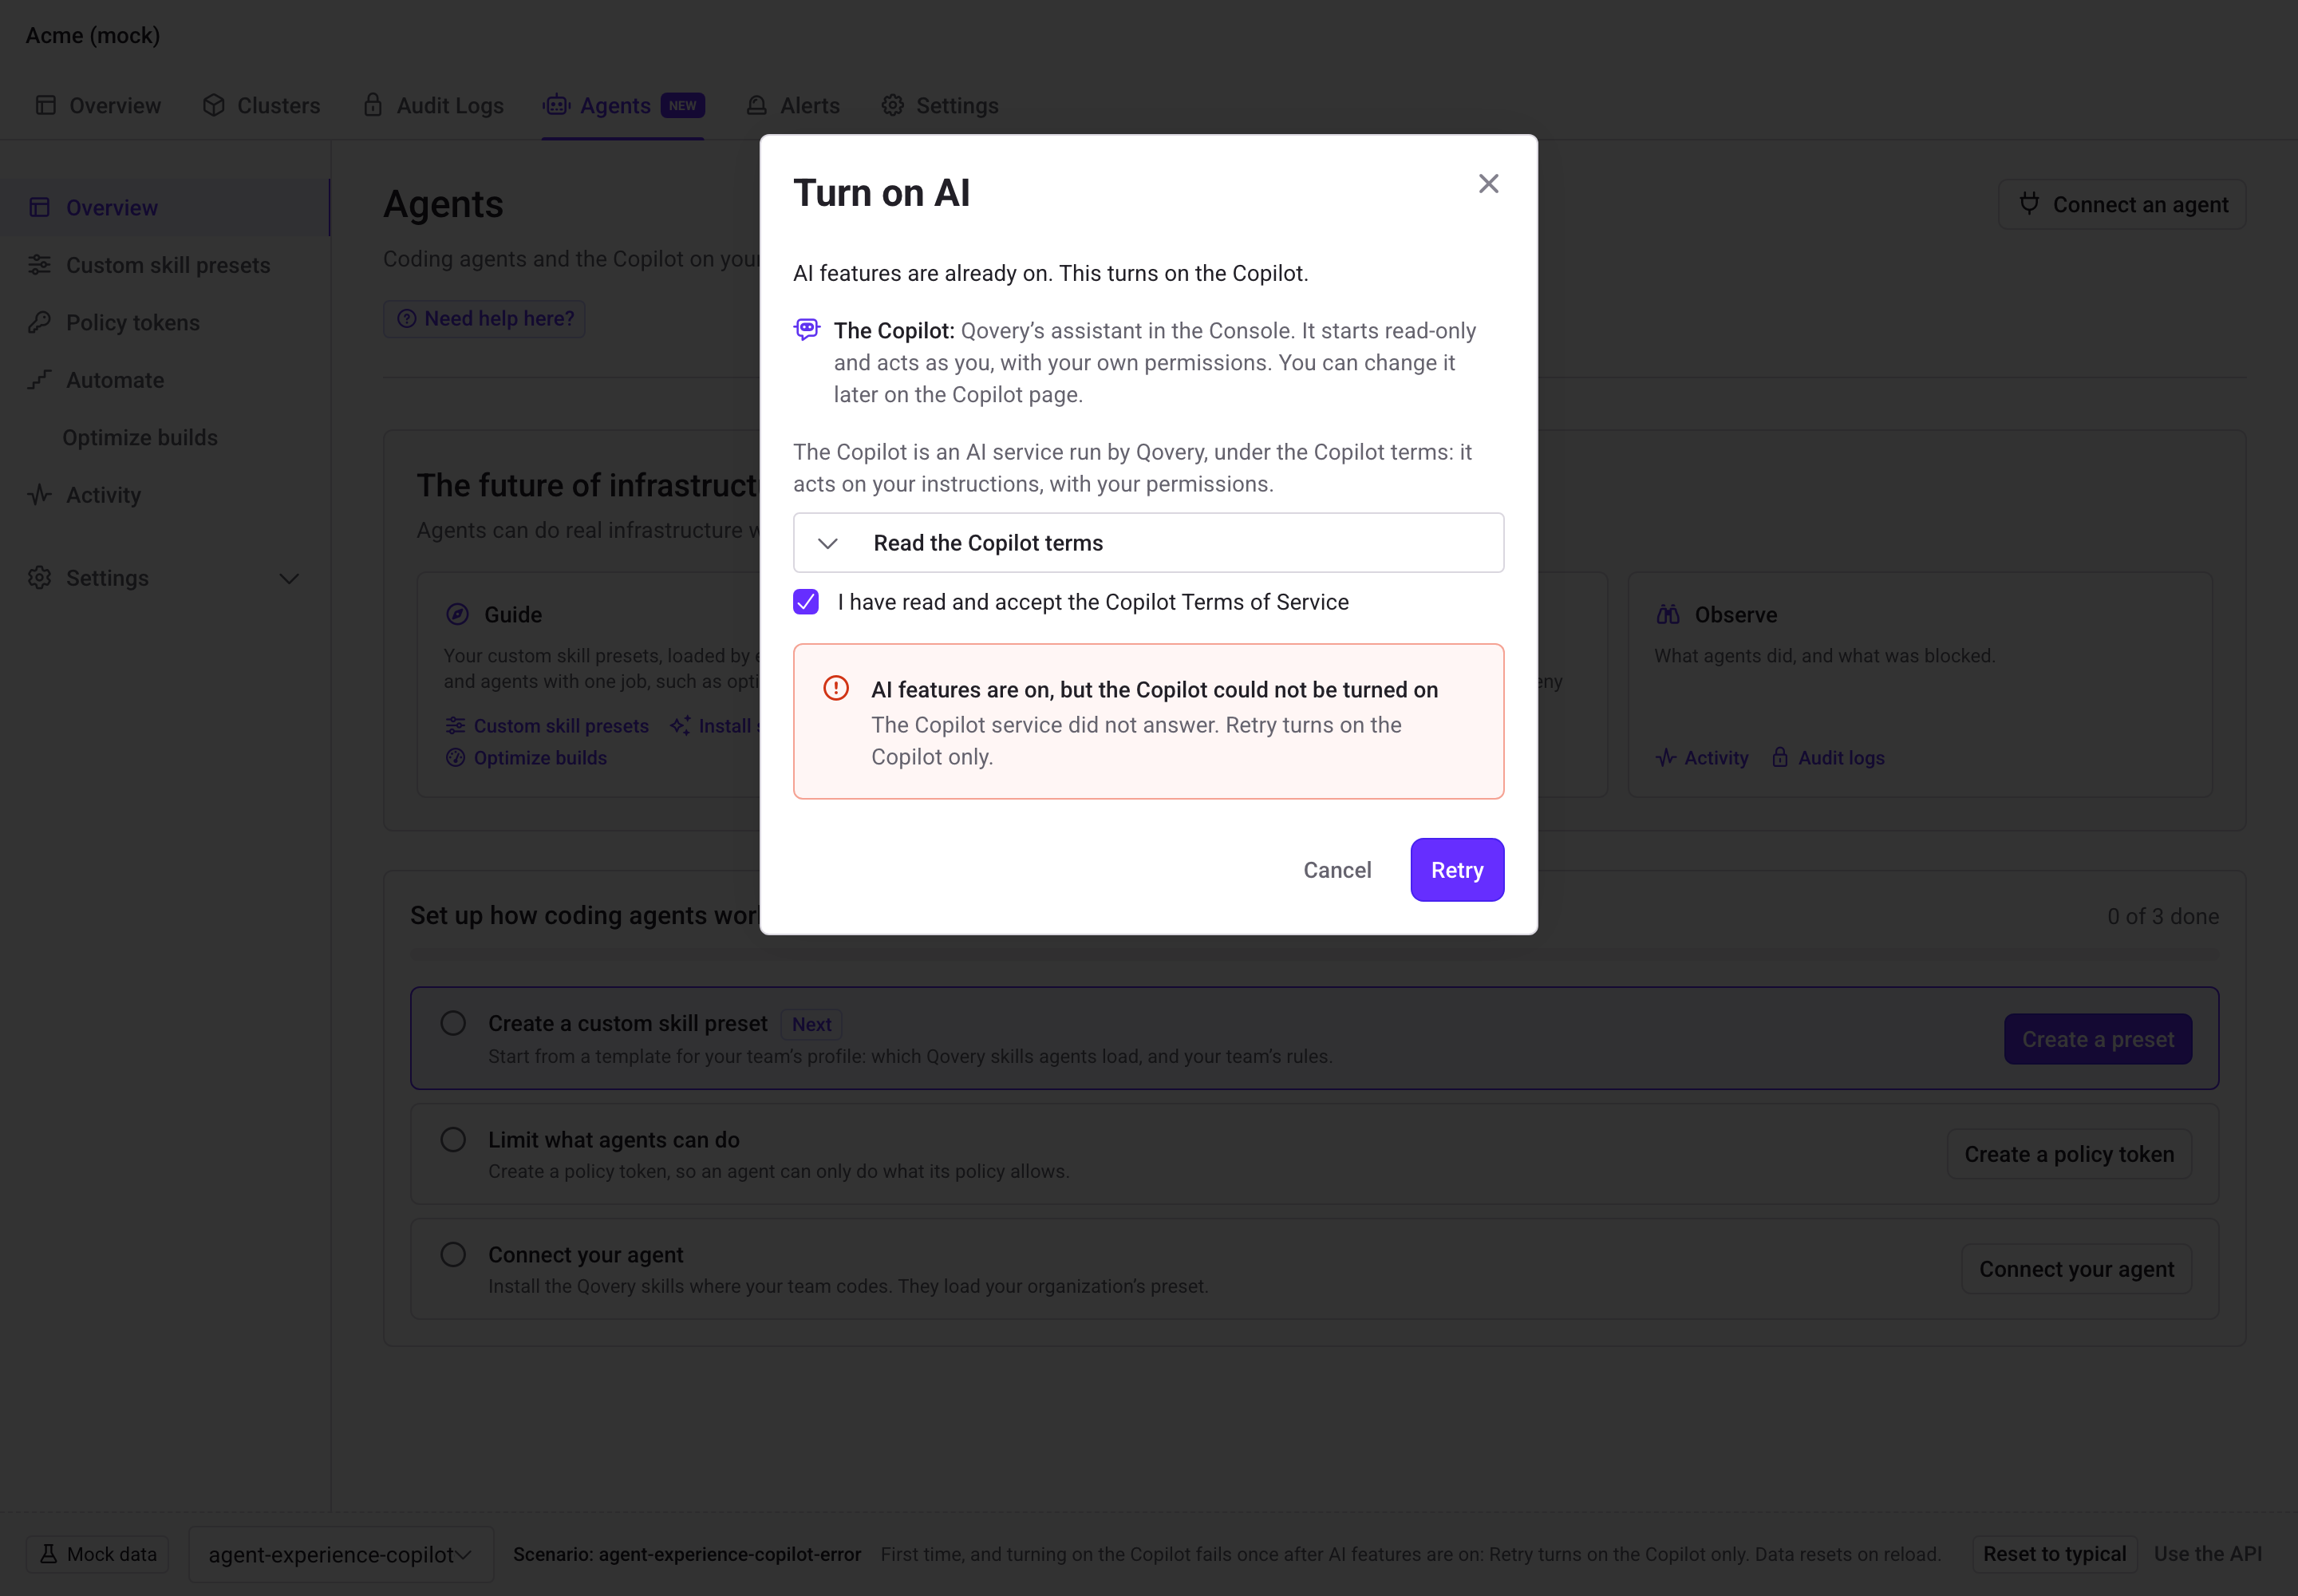 Acme (mock)
Overview
Clusters
Audit Logs
Agents
NEW
Alerts
Settings
Overview
Custom skill presets
Policy tokens
Automate
Optimize builds
Activity
Settings
Agents
Coding agents and the Copilot on your
Need help here?
Connect an agent
The future of infrastruct
Agents can do real infrastructure w
Guide
Your custom skill presets, loaded by e
and agents with one job, such as opti
Custom skill presets
Install
Optimize builds
ny
Observe
What agents did, and what was blocked.
Activity
Audit logs
Set up how coding agents wor
0 of 3 done
Create a custom skill preset
Next
Start from a template for your team's profile: which Qovery skills agents load, and your team's rules.
Create a preset
Limit what agents can do
Create a policy token, so an agent can only do what its policy allows.
Create a policy token
Connect your agent
Install the Qovery skills where your team codes. They load your organization's preset.
Connect your agent
Turn on AI
AI features are already on. This turns on the Copilot.
The Copilot: Qovery's assistant in the Console. It starts read-only
and acts as you, with your own permissions. You can change it
later on the Copilot page.
The Copilot is an AI service run by Qovery, under the Copilot terms: it
acts on your instructions, with your permissions.
Read the Copilot terms
I have read and accept the Copilot Terms of Service
AI features are on, but the Copilot could not be turned on
The Copilot service did not answer. Retry turns on the
Copilot only.
Cancel
Retry
Mock data
agent-experience-copilot
Scenario: agent-experience-copilot-error
First time, and turning on the Copilot fails once after AI features are on: Retry turns on the Copilot only. Data resets on reload.
Reset to typical
Use the API